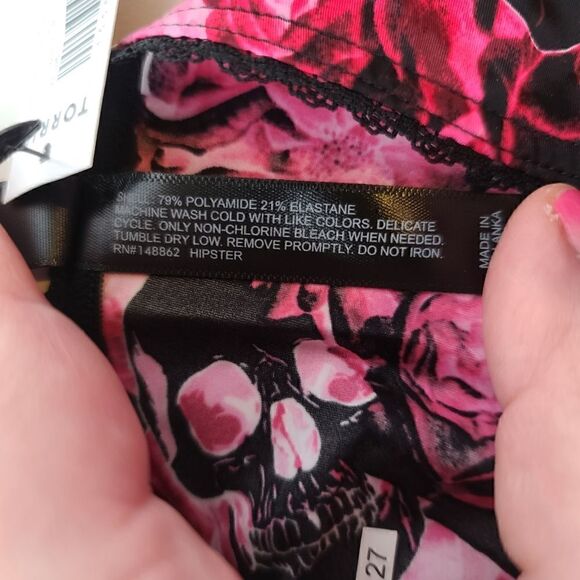 TORRI
SHELL: 79% POLYAMIDE 21% ELASTANE
MACHINE WASH COLD WITH LIKE COLORS. DELICATE
CYCLE. ONLY NON-CHLORINE BLEACH WHEN NEEDED.
TUMBLE DRY LOW. REMOVE PROMPTLY. DO NOT IRON.
RN#148862 HIPSTER
MADE IN
LANKA
27